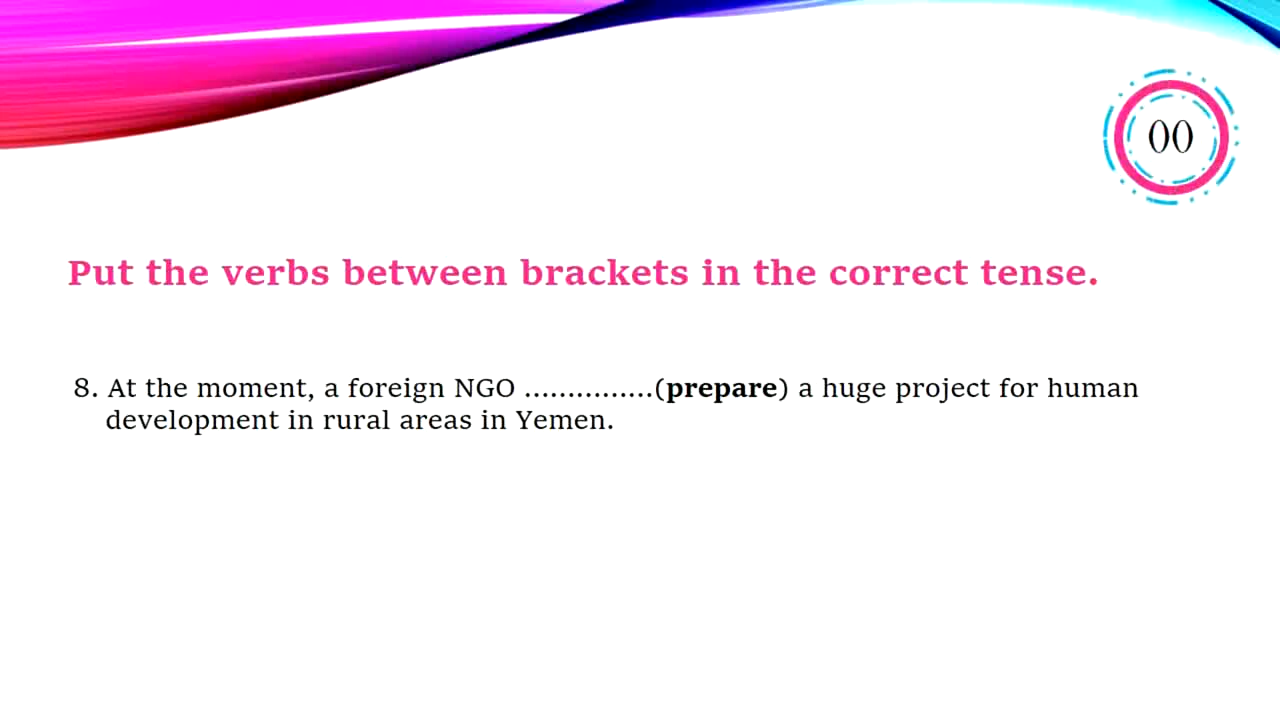 00
Put the verbs between brackets in the correct tense.
8. At the moment, a foreign NGO ...............(prepare) a huge project for human
development in rural areas in Yemen.